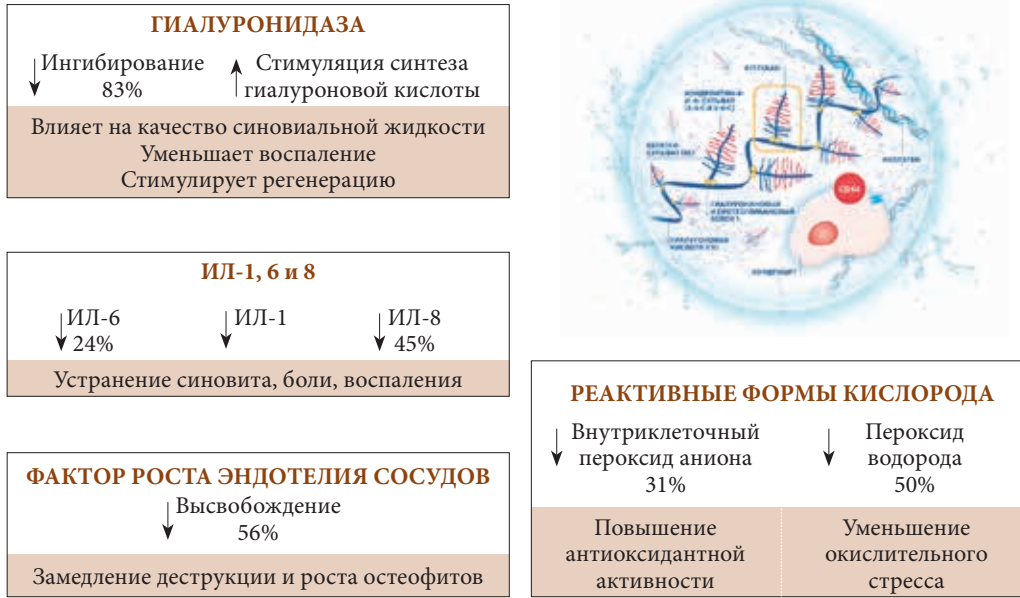 ГИАЛУРОНИДАЗА
↓ Ингибирование
83%
↑ Стимуляция синтеза
гиалуроновой кислоты
Влияет на качество синовиальной жидкости
Уменьшает воспаление
Стимулирует регенерацию
CD44
ИЛ-1, 6 и 8
↓ ИЛ-6
24%
↓ ИЛ-1
↓ ИЛ-8
45%
Устранение синовита, боли, воспаления
ФАКТОР РОСТА ЭНДОТЕЛИЯ СОСУДОВ
↓ Высвобождение
56%
Замедление деструкции и роста остеофитов
РЕАКТИВНЫЕ ФОРМЫ КИСЛОРОДА
↓ Внутриклеточный
пероксид аниона
31%
↓ Пероксид
водорода
50%
Повышение
антиоксидантной
активности
Уменьшение
окислительного
стресса